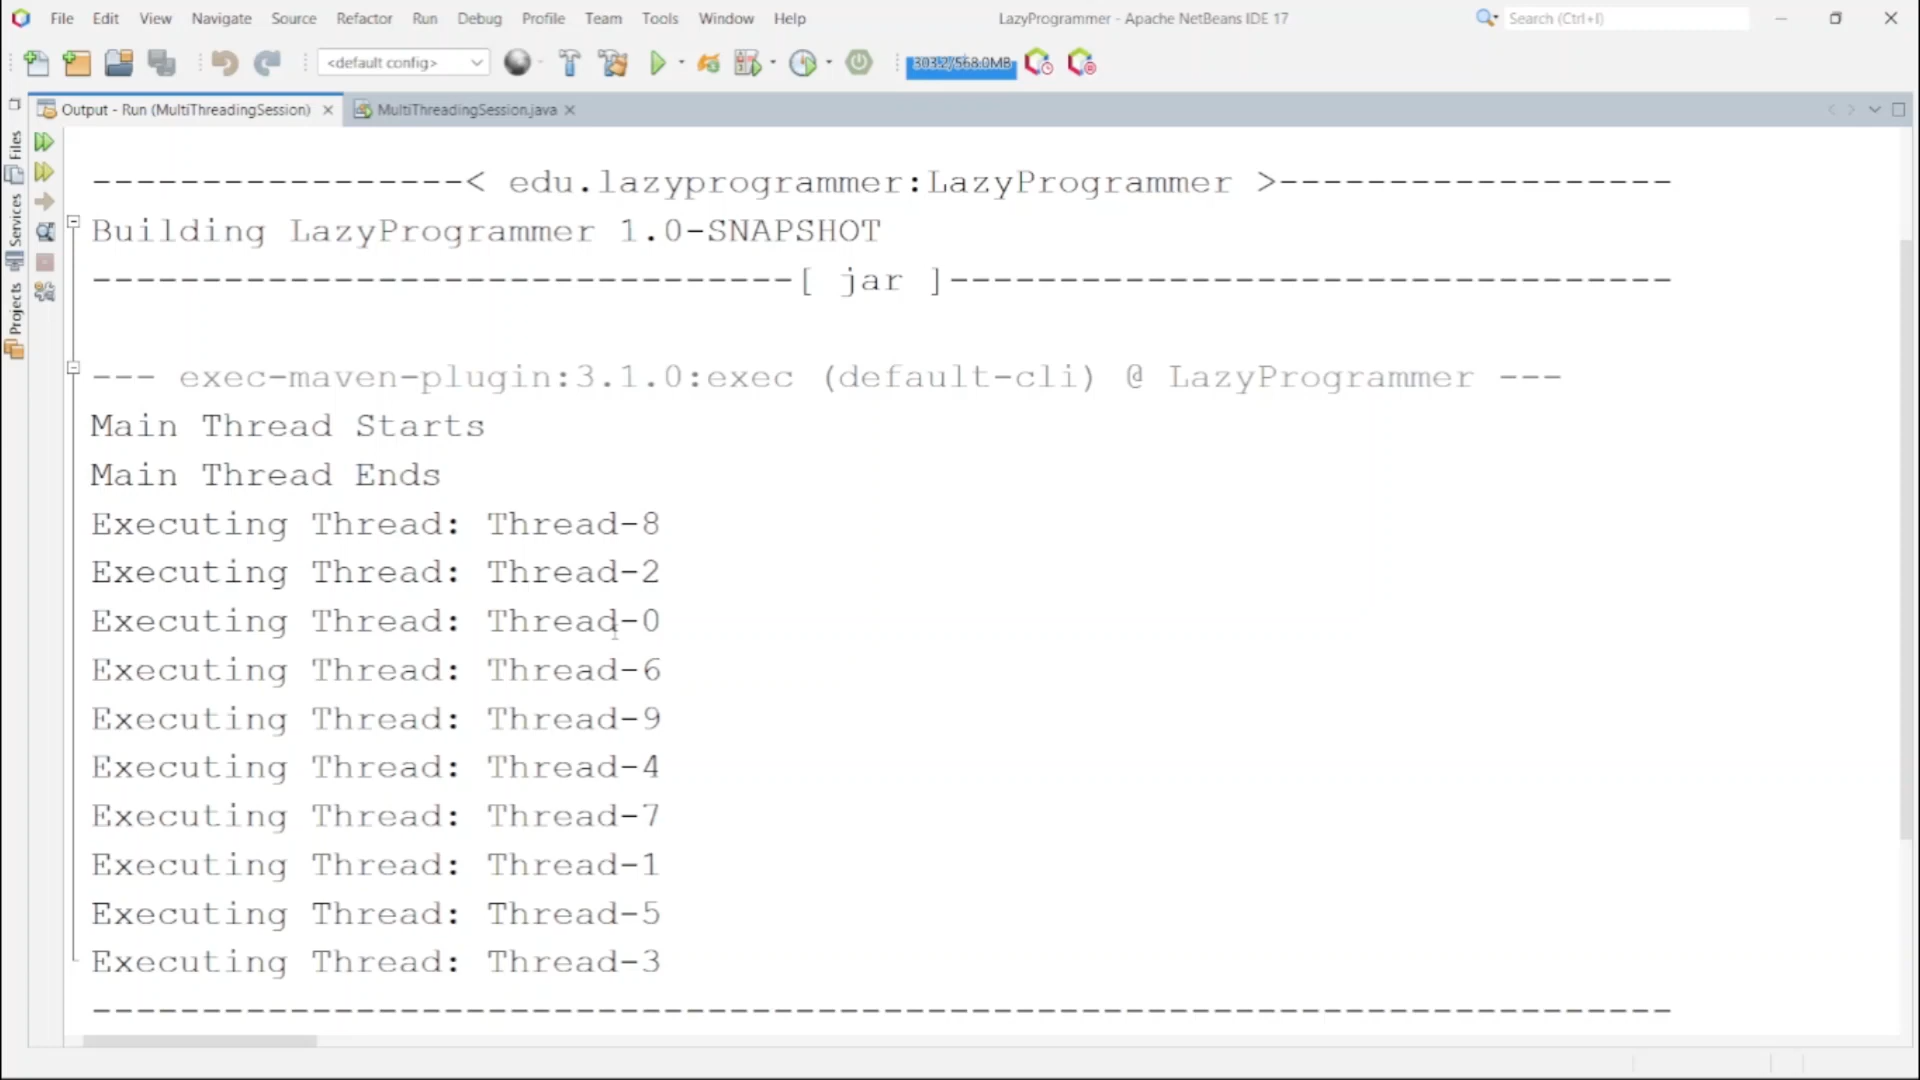 File Edit View Navigate Source Refactor Run Debug Profile Team Tools Window Help LazyProgrammer - Apache NetBeans IDE 17 Search (Ctrl+I)
<default config> 303.2/568.0MB
Output - Run (MultiThreadingSession) MultiThreadingSession.java
Files
Services
Projects
-----------------< edu.lazyprogrammer:LazyProgrammer >------------------
Building LazyProgrammer 1.0-SNAPSHOT
--------------------------------[ jar ]---------------------------------
--- exec-maven-plugin:3.1.0:exec (default-cli) @ LazyProgrammer ---
Main Thread Starts
Main Thread Ends
Executing Thread: Thread-8
Executing Thread: Thread-2
Executing Thread: Thread-0
Executing Thread: Thread-6
Executing Thread: Thread-9
Executing Thread: Thread-4
Executing Thread: Thread-7
Executing Thread: Thread-1
Executing Thread: Thread-5
Executing Thread: Thread-3
------------------------------------------------------------------------